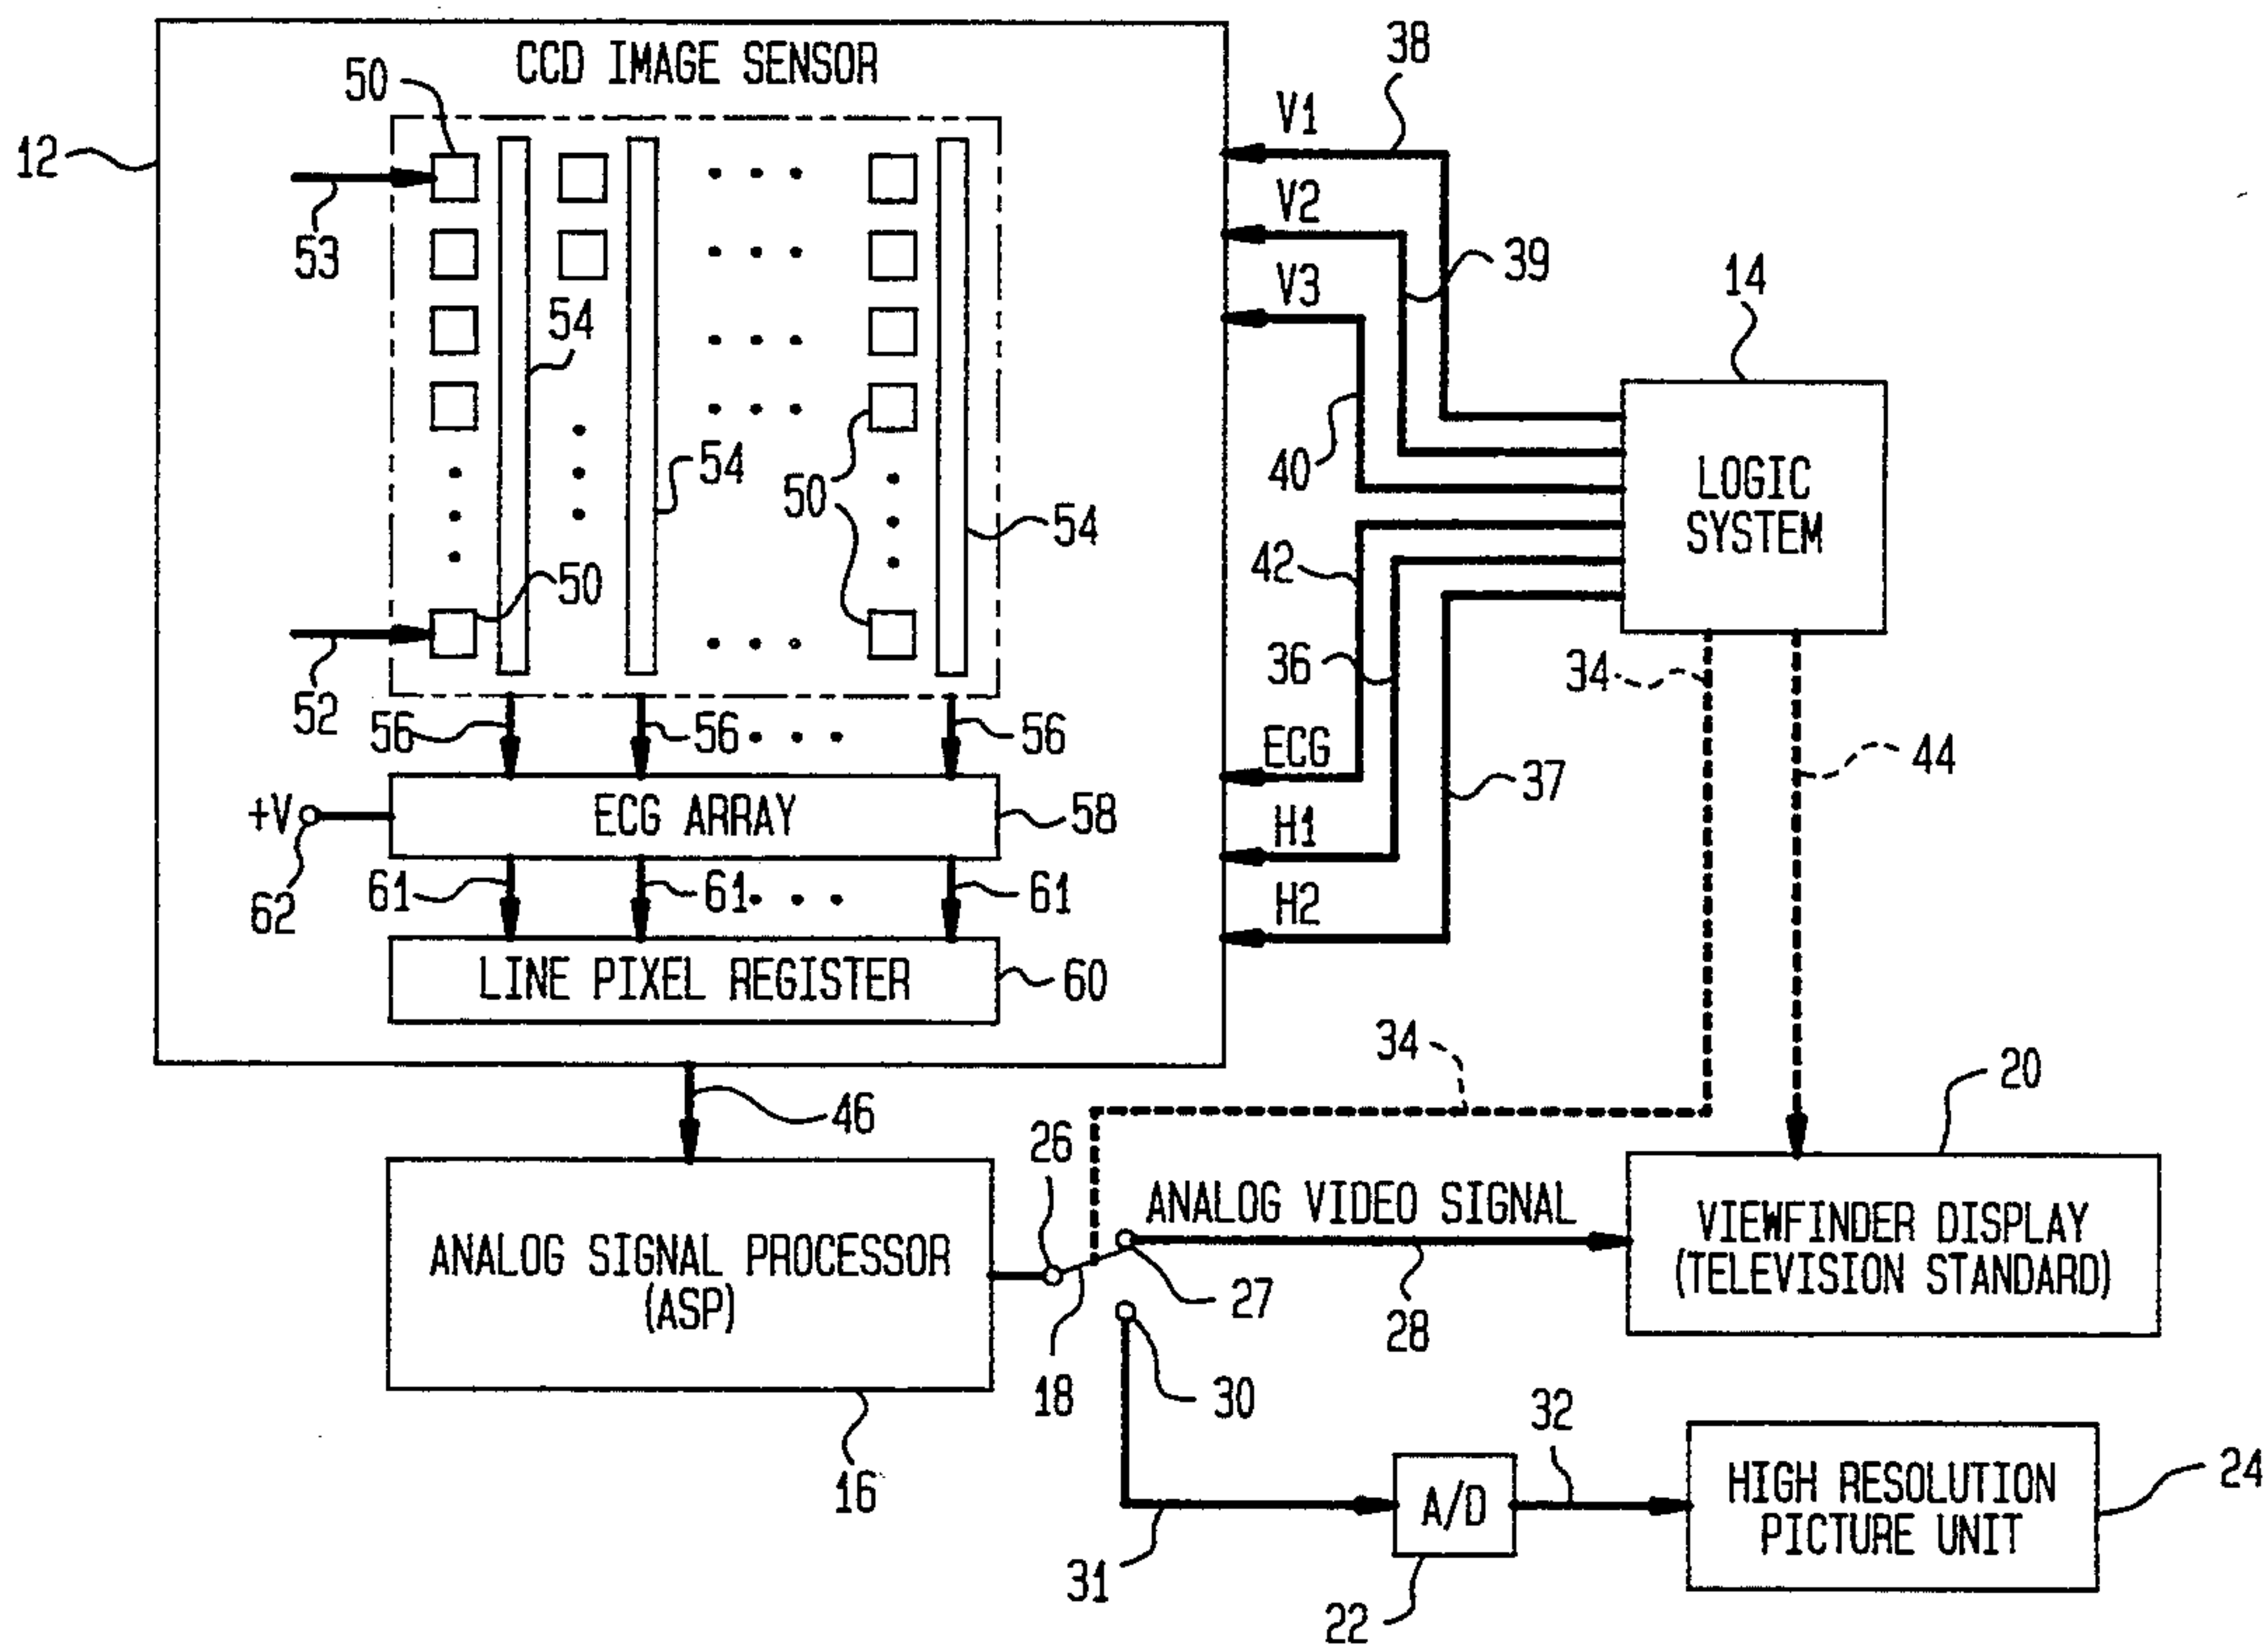 CCD IMAGE SENSOR
38
50
V1
12
V2
53
39
V3
14
54
40
LOGIC
SYSTEM
54
50
54
42
50
36
34
52
56
56
56
ECG
44
37
+V
ECG ARRAY
58
H1
61
61
61
62
H2
LINE PIXEL REGISTER
60
34
20
46
26
ANALOG VIDEO SIGNAL
VIEWFINDER DISPLAY
(TELEVISION STANDARD)
ANALOG SIGNAL PROCESSOR
(ASP)
27
28
18
30
32
16
A/D
HIGH RESOLUTION
PICTURE UNIT
24
31
22